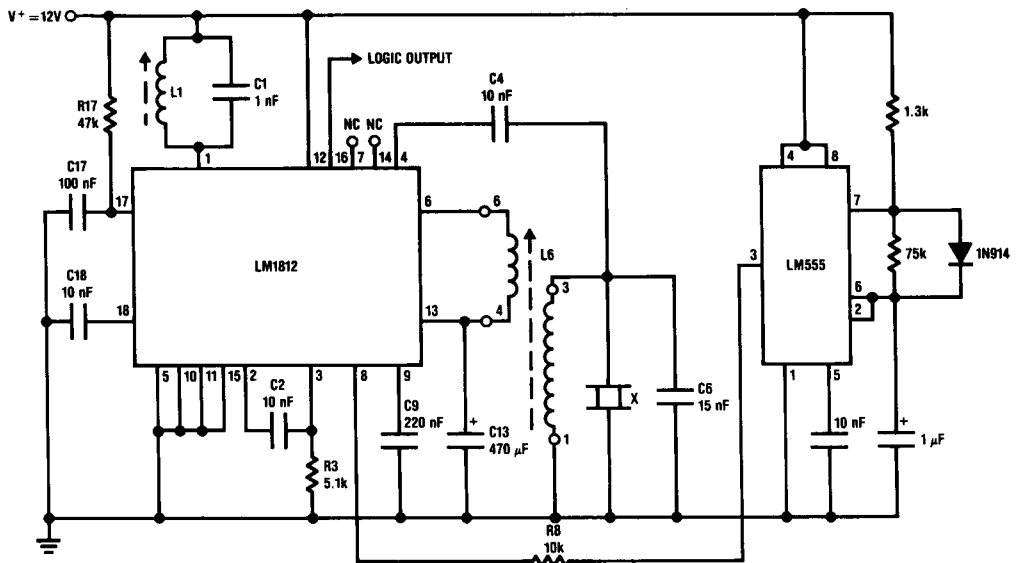 V+ = 12V
LOGIC OUTPUT
C4
10 nF
C1
1 nF
L1
R17
47k
1.3k
NC NC
1
12 16 7 14 4
4 8
C17
100 nF
17
6
6
7
LM1812
L6
3
LM555
75k
1N914
C18
10 nF
18
13
4
3
6
2
5 10 11 15 2
3
8
9
C2
10 nF
C9
220 nF
C13
470 μF
+
X
C6
15 nF
1
5
10 nF
+
1 μF
R3
5.1k
1
R8
10k